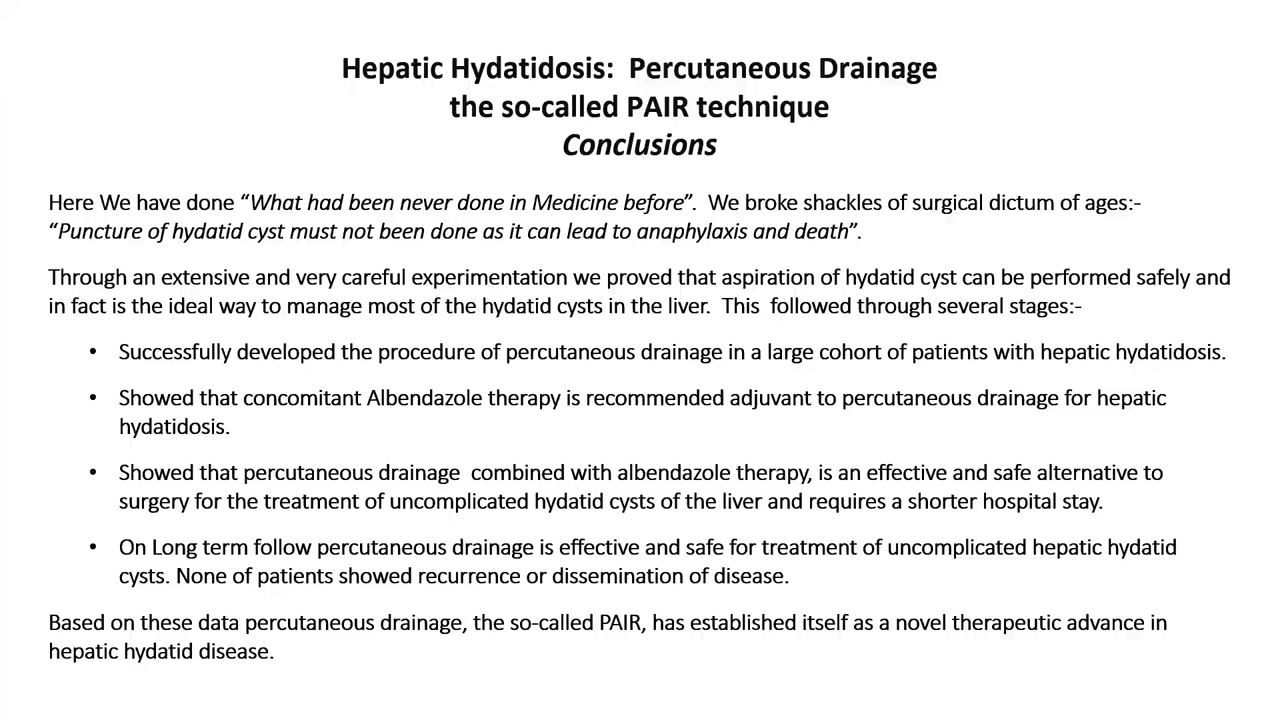 Hepatic Hydatidosis:  Percutaneous Drainage
the so-called PAIR technique
Conclusions
Here We have done “What had been never done in Medicine before”.  We broke shackles of surgical dictum of ages:-
“Puncture of hydatid cyst must not been done as it can lead to anaphylaxis and death”.
Through an extensive and very careful experimentation we proved that aspiration of hydatid cyst can be performed safely and
in fact is the ideal way to manage most of the hydatid cysts in the liver.  This  followed through several stages:-
• Successfully developed the procedure of percutaneous drainage in a large cohort of patients with hepatic hydatidosis.
• Showed that concomitant Albendazole therapy is recommended adjuvant to percutaneous drainage for hepatic
hydatidosis.
• Showed that percutaneous drainage  combined with albendazole therapy, is an effective and safe alternative to
surgery for the treatment of uncomplicated hydatid cysts of the liver and requires a shorter hospital stay.
• On Long term follow percutaneous drainage is effective and safe for treatment of uncomplicated hepatic hydatid
cysts. None of patients showed recurrence or dissemination of disease.
Based on these data percutaneous drainage, the so-called PAIR, has established itself as a novel therapeutic advance in
hepatic hydatid disease.